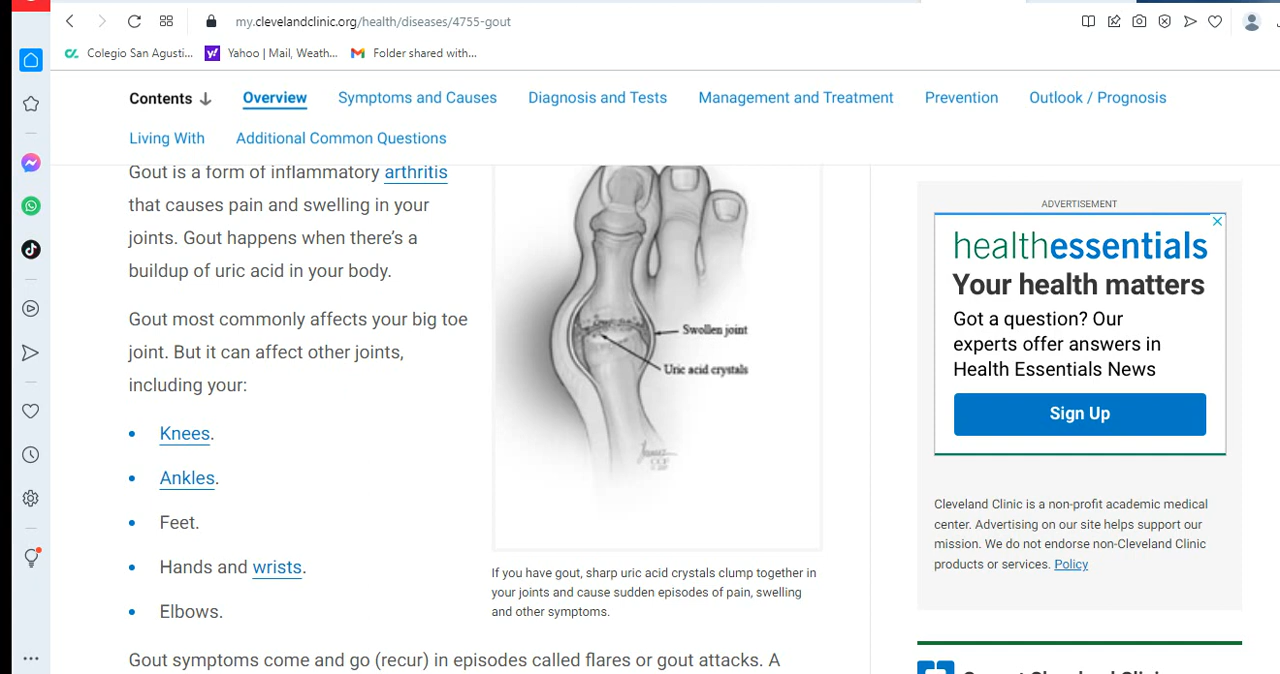 my.clevelandclinic.org/health/diseases/4755-gout
Colegio San Agusti...
Yahoo | Mail, Weath...
Folder shared with...
Contents
Overview
Symptoms and Causes
Diagnosis and Tests
Management and Treatment
Prevention
Outlook / Prognosis
Living With
Additional Common Questions
Gout is a form of inflammatory arthritis
that causes pain and swelling in your
joints. Gout happens when there’s a
buildup of uric acid in your body.
Gout most commonly affects your big toe
joint. But it can affect other joints,
including your:
• Knees.
• Ankles.
• Feet.
• Hands and wrists.
• Elbows.
Gout symptoms come and go (recur) in episodes called flares or gout attacks. A
Swollen joint
Uric acid crystals
CCF
If you have gout, sharp uric acid crystals clump together in
your joints and cause sudden episodes of pain, swelling
and other symptoms.
ADVERTISEMENT
healthessentials
Your health matters
Got a question? Our
experts offer answers in
Health Essentials News
Sign Up
Cleveland Clinic is a non-profit academic medical
center. Advertising on our site helps support our
mission. We do not endorse non-Cleveland Clinic
products or services. Policy